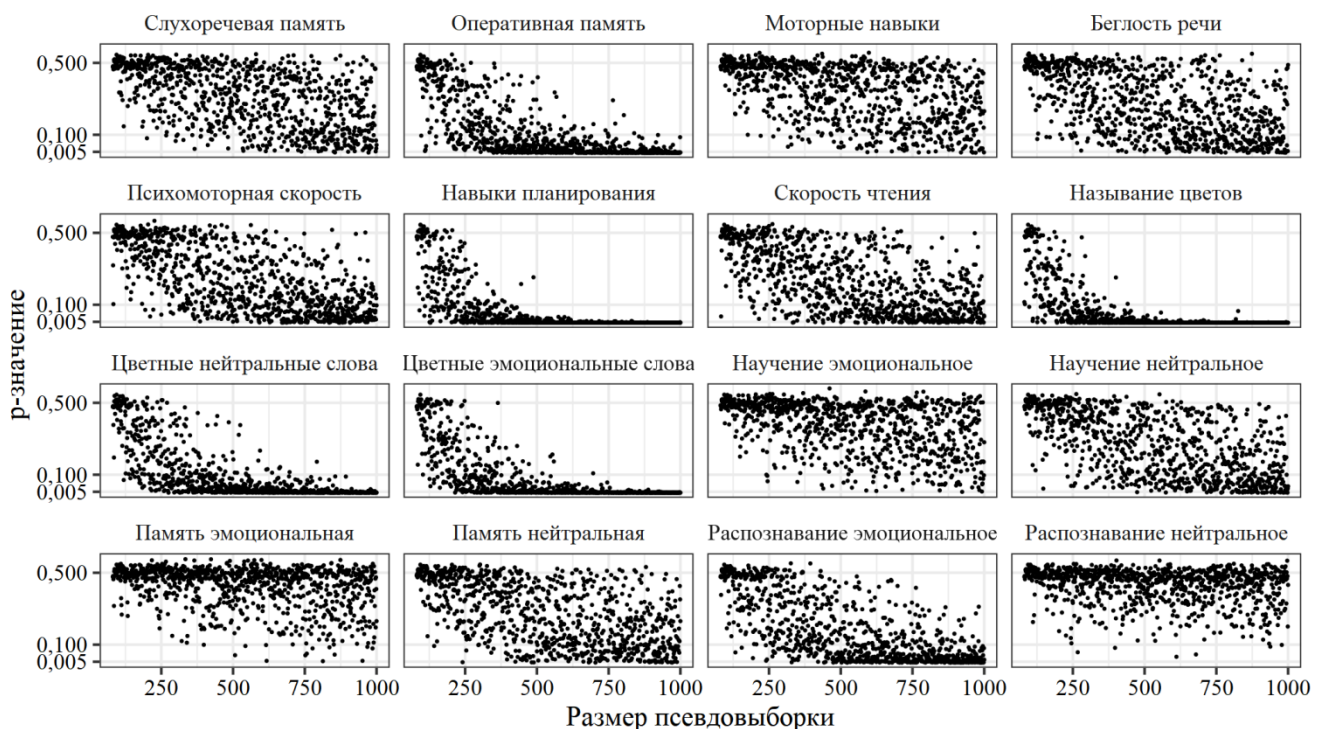 Слухоречевая память
Оперативная память
Моторные навыки
Беглость речи
0,500
0,100
0,005
Психомоторная скорость
Навыки планирования
Скорость чтения
Называние цветов
0,500
0,100
0,005
Цветные нейтральные слова
Цветные эмоциональные слова
Научение эмоциональное
Научение нейтральное
0,500
0,100
0,005
Память эмоциональная
Память нейтральная
Распознавание эмоциональное
Распознавание нейтральное
0,500
0,100
0,005
250 500 750 1000 250 500 750 1000 250 500 750 1000 250 500 750 1000
Размер псевдовыборки
р-значение